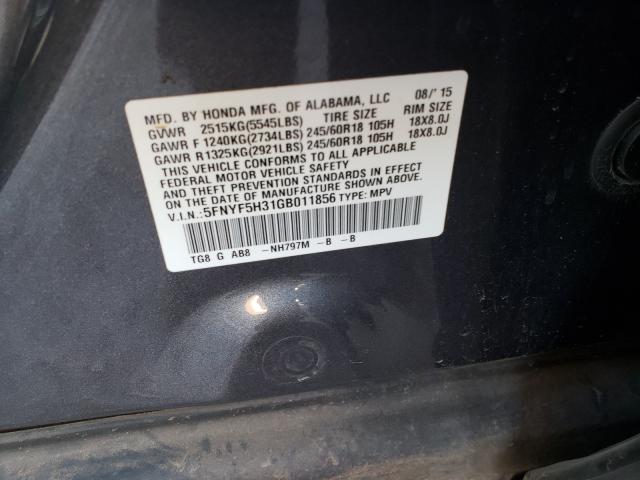 MFD. BY HONDA MFG. OF ALABAMA, LLC 08/'15
GVWR 2515KG(5545LBS) TIRE SIZE RIM SIZE
GAWR F 1240KG(2734LBS) 245/60R18 105H 18X8.0J
GAWR R1325KG(2921LBS) 245/60R18 105H 18X8.0J
THIS VEHICLE CONFORMS TO ALL APPLICABLE
FEDERAL MOTOR VEHICLE SAFETY
AND THEFT PREVENTION STANDARDS IN EFFECT
ON THE DATE OF MANUFACTURE SHOWN ABOVE.
V.I.N.:5FNYF5H31GB011856 TYPE: MPV
TG8 G AB8 -NH797M -B -B